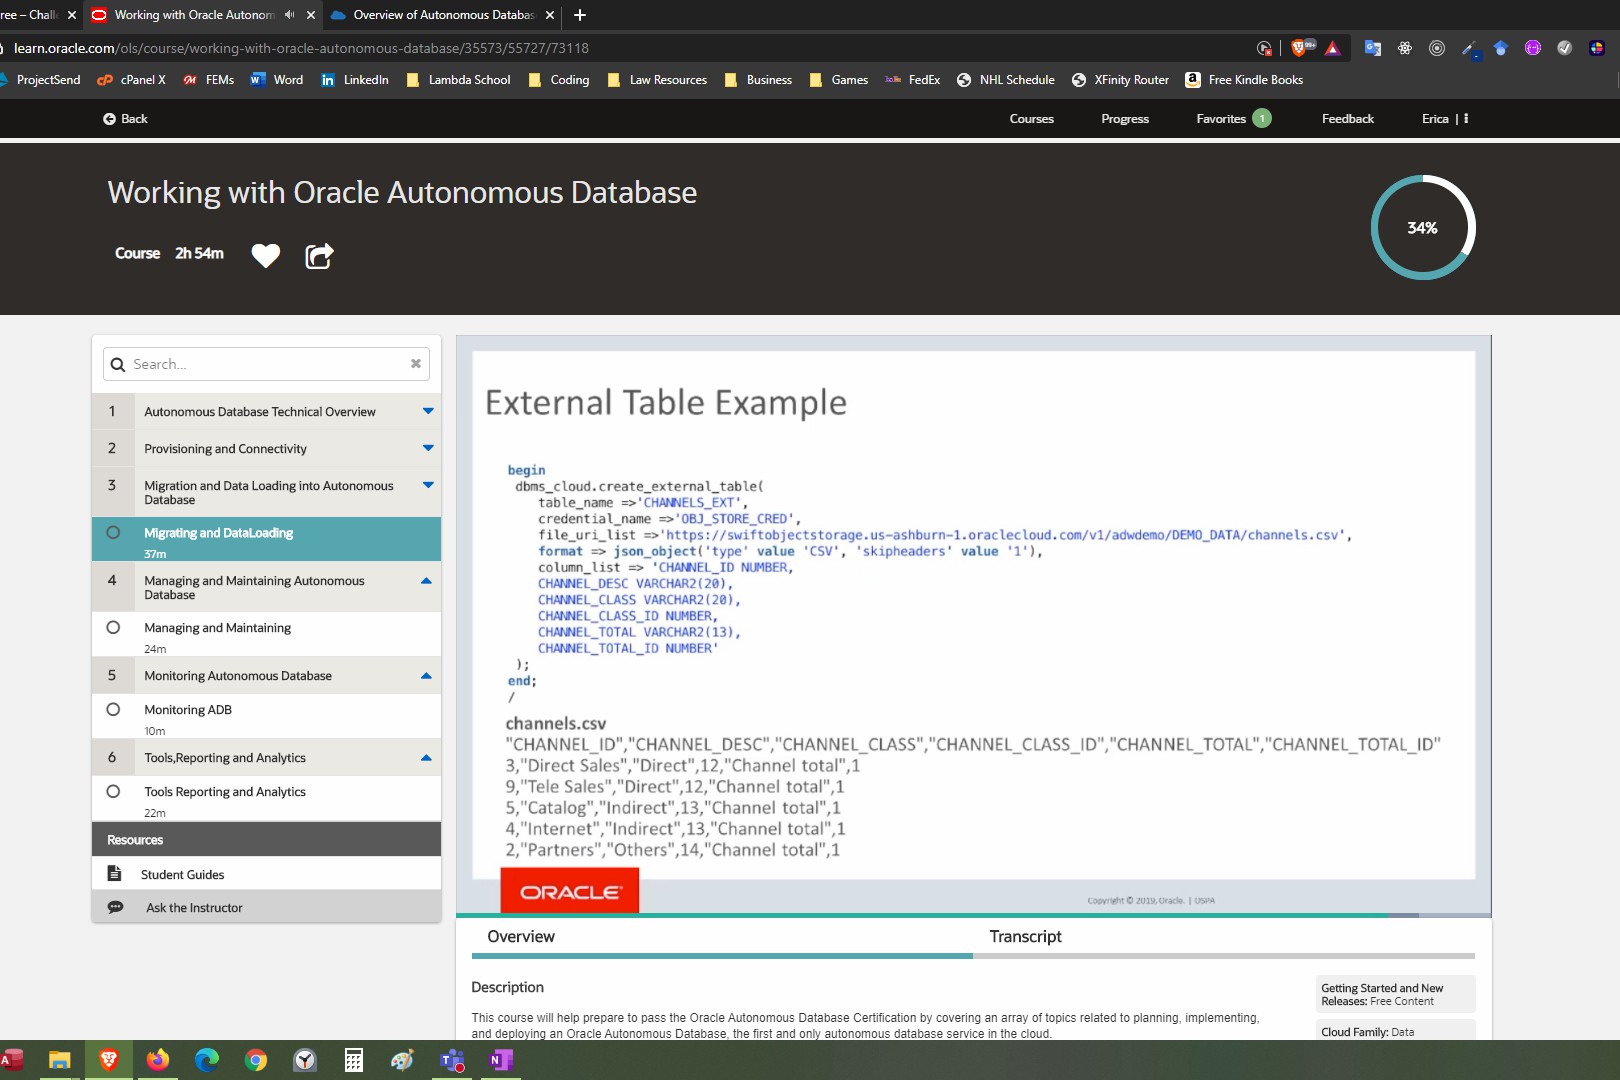 ree – Chall
Working with Oracle Autonom
Overview of Autonomous Databas
learn.oracle.com/ols/course/working-with-oracle-autonomous-database/35573/55727/73118
99+
ProjectSend
cPanel X
FEMs
Word
LinkedIn
Lambda School
Coding
Law Resources
Business
Games
FedEx
NHL Schedule
XFinity Router
Free Kindle Books
Back
Courses
Progress
Favorites 1
Feedback
Erica |
Working with Oracle Autonomous Database
Course 2h 54m
34%
Search...
1 Autonomous Database Technical Overview
2 Provisioning and Connectivity
3 Migration and Data Loading into Autonomous
Database
Migrating and DataLoading
37m
4 Managing and Maintaining Autonomous
Database
Managing and Maintaining
24m
5 Monitoring Autonomous Database
Monitoring ADB
10m
6 Tools,Reporting and Analytics
Tools Reporting and Analytics
22m
Resources
Student Guides
Ask the Instructor
External Table Example
begin
dbms_cloud.create_external_table(
table_name =>'CHANNELS_EXT',
credential_name =>'OBJ_STORE_CRED',
file_uri_list =>'https://swiftobjectstorage.us-ashburn-1.oraclecloud.com/v1/adwdemo/DEMO_DATA/channels.csv',
format => json_object('type' value 'CSV', 'skipheaders' value '1'),
column_list => 'CHANNEL_ID NUMBER,
CHANNEL_DESC VARCHAR2(20),
CHANNEL_CLASS VARCHAR2(20),
CHANNEL_CLASS_ID NUMBER,
CHANNEL_TOTAL VARCHAR2(13),
CHANNEL_TOTAL_ID NUMBER'
);
end;
/
channels.csv
"CHANNEL_ID","CHANNEL_DESC","CHANNEL_CLASS","CHANNEL_CLASS_ID","CHANNEL_TOTAL","CHANNEL_TOTAL_ID"
3,"Direct Sales","Direct",12,"Channel total",1
9,"Tele Sales","Direct",12,"Channel total",1
5,"Catalog","Indirect",13,"Channel total",1
4,"Internet","Indirect",13,"Channel total",1
2,"Partners","Others",14,"Channel total",1
ORACLE
Copyright © 2019, Oracle. | OSPA
Overview
Transcript
Description
This course will help prepare to pass the Oracle Autonomous Database Certification by covering an array of topics related to planning, implementing,
and deploying an Oracle Autonomous Database, the first and only autonomous database service in the cloud.
Getting Started and New
Releases: Free Content
Cloud Family: Data